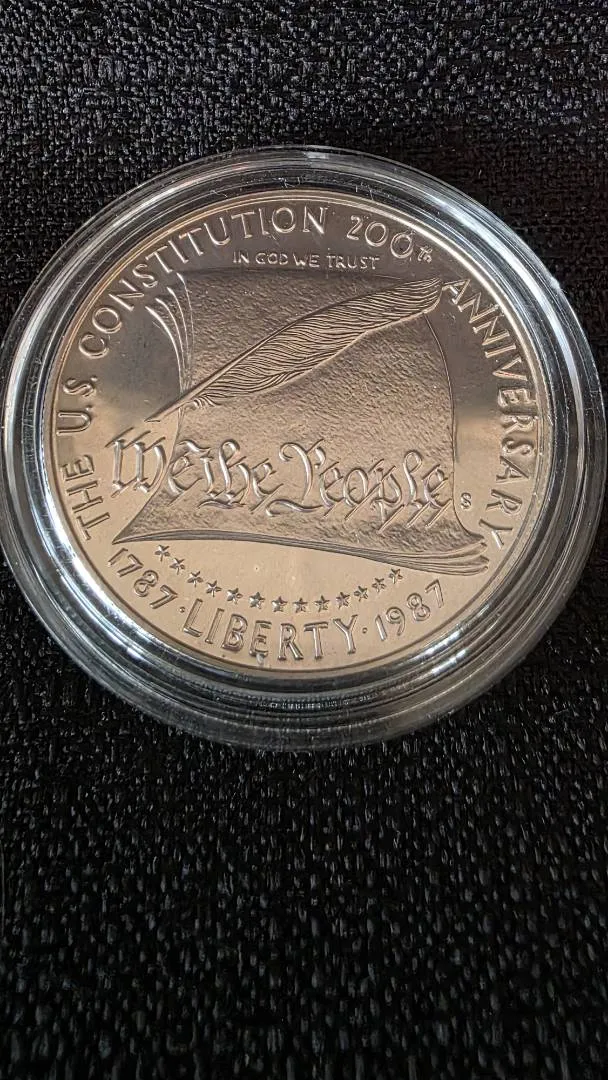 THE U.S. CONSTITUTION 200th ANNIVERSARY
IN GOD WE TRUST
We the People
S
1787 · LIBERTY · 1987